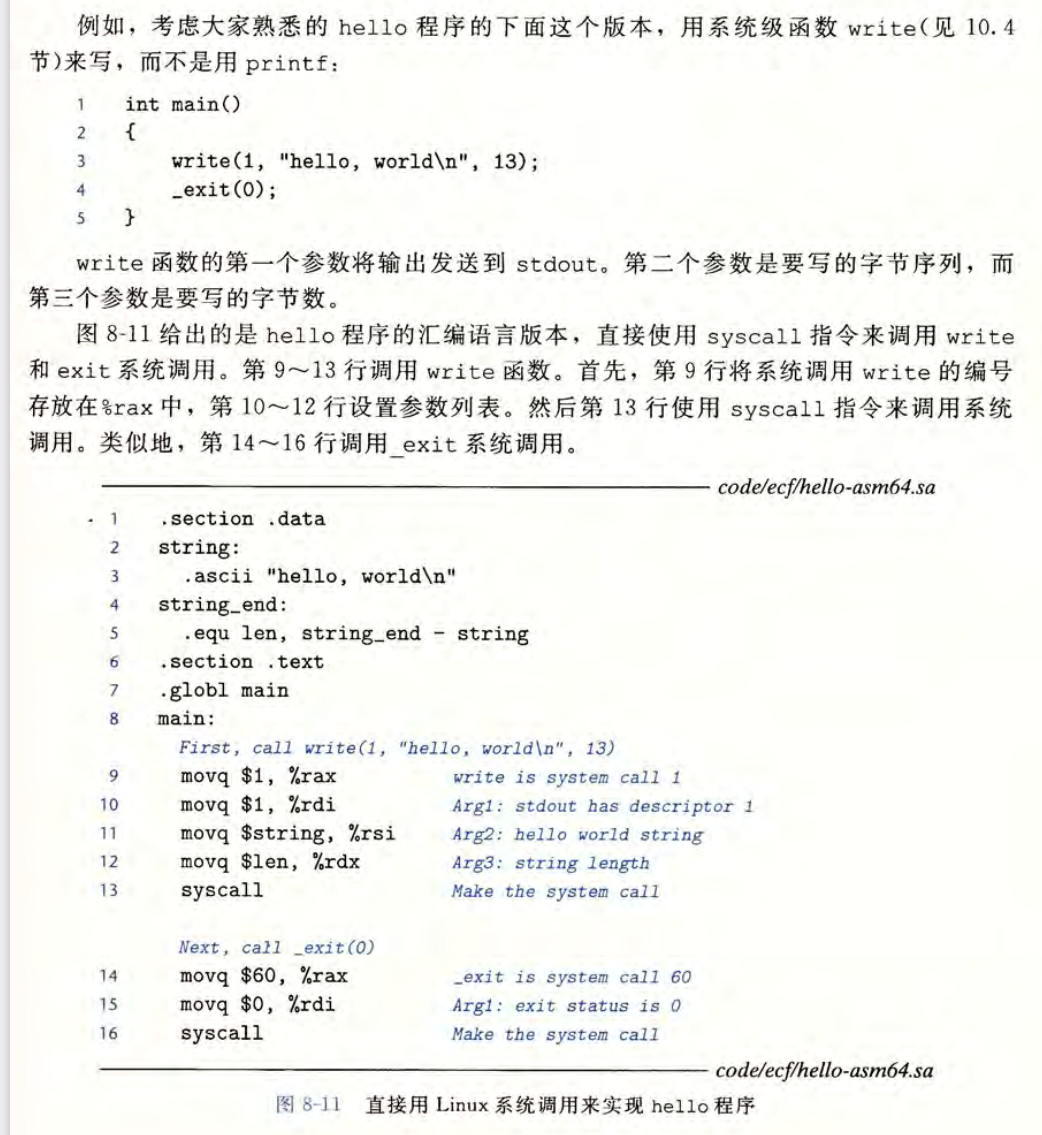 例如，考虑大家熟悉的 hello 程序的下面这个版本，用系统级函数 write(见 10.4
节)来写，而不是用 printf：
1 int main()
2 {
3 write(1, "hello, world\n", 13);
4 _exit(0);
5 }
write 函数的第一个参数将输出发送到 stdout。第二个参数是要写的字节序列，而
第三个参数是要写的字节数。
图 8-11 给出的是 hello 程序的汇编语言版本，直接使用 syscall 指令来调用 write
和 exit 系统调用。第 9～13 行调用 write 函数。首先，第 9 行将系统调用 write 的编号
存放在%rax 中，第 10～12 行设置参数列表。然后第 13 行使用 syscall 指令来调用系统
调用。类似地，第 14～16 行调用_exit 系统调用。
code/ecf/hello-asm64.sa
1 .section .data
2 string:
3 .ascii "hello, world\n"
4 string_end:
5 .equ len, string_end - string
6 .section .text
7 .globl main
8 main:
First, call write(1, "hello, world\n", 13)
9 movq $1, %rax write is system call 1
10 movq $1, %rdi Arg1: stdout has descriptor 1
11 movq $string, %rsi Arg2: hello world string
12 movq $len, %rdx Arg3: string length
13 syscall Make the system call
Next, call _exit(0)
14 movq $60, %rax _exit is system call 60
15 movq $0, %rdi Arg1: exit status is 0
16 syscall Make the system call
code/ecf/hello-asm64.sa
图 8-11 直接用 Linux 系统调用来实现 hello 程序